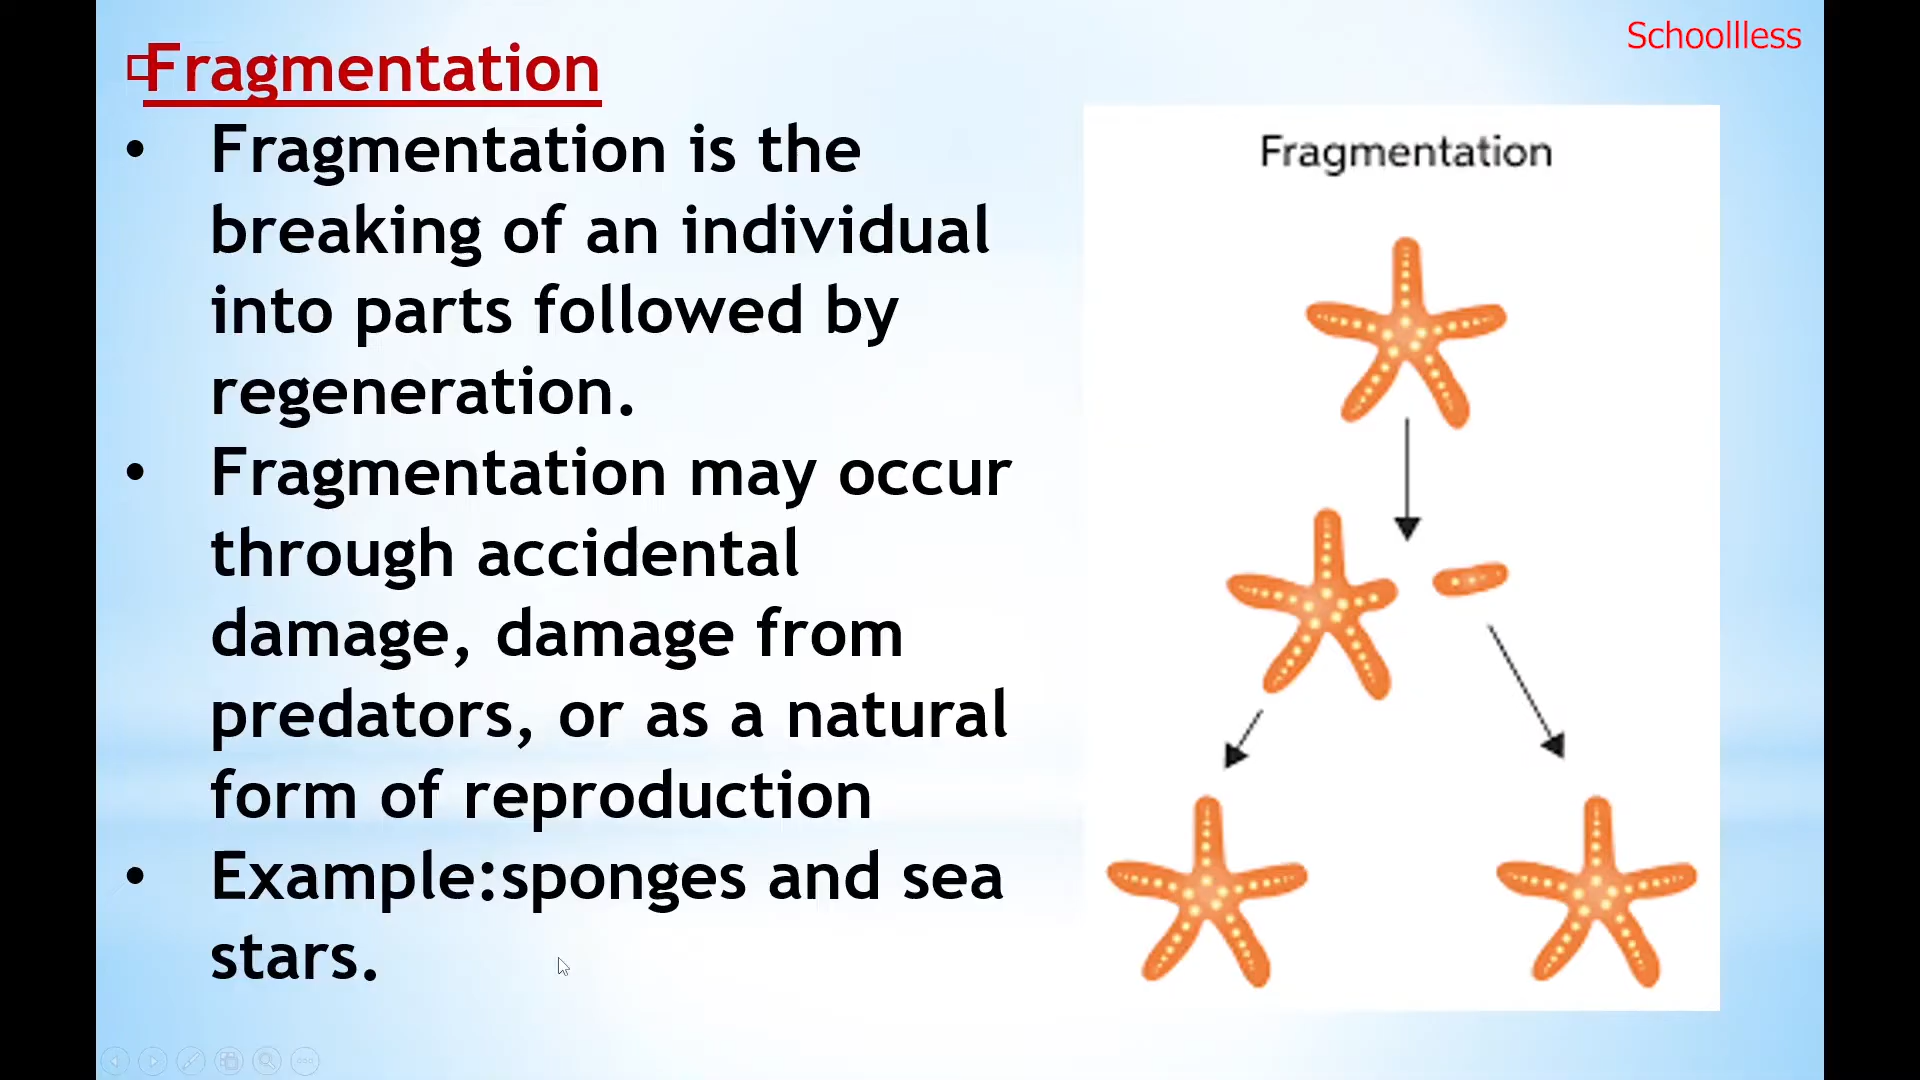 Schoollless
Fragmentation
• Fragmentation is the
breaking of an individual
into parts followed by
regeneration.
• Fragmentation may occur
through accidental
damage, damage from
predators, or as a natural
form of reproduction
• Example:sponges and sea
stars.
Fragmentation